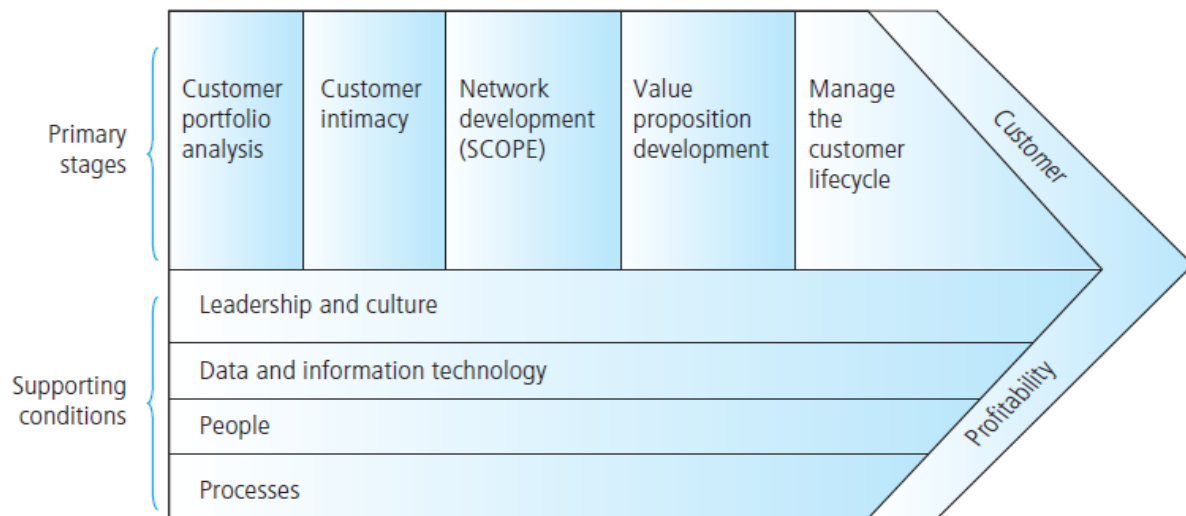 Primary
stages
Customer
portfolio
analysis
Customer
intimacy
Network
development
(SCOPE)
Value
proposition
development
Manage
the
customer
lifecycle
Customer
Supporting
conditions
Leadership and culture
Data and information technology
People
Processes
Profitability